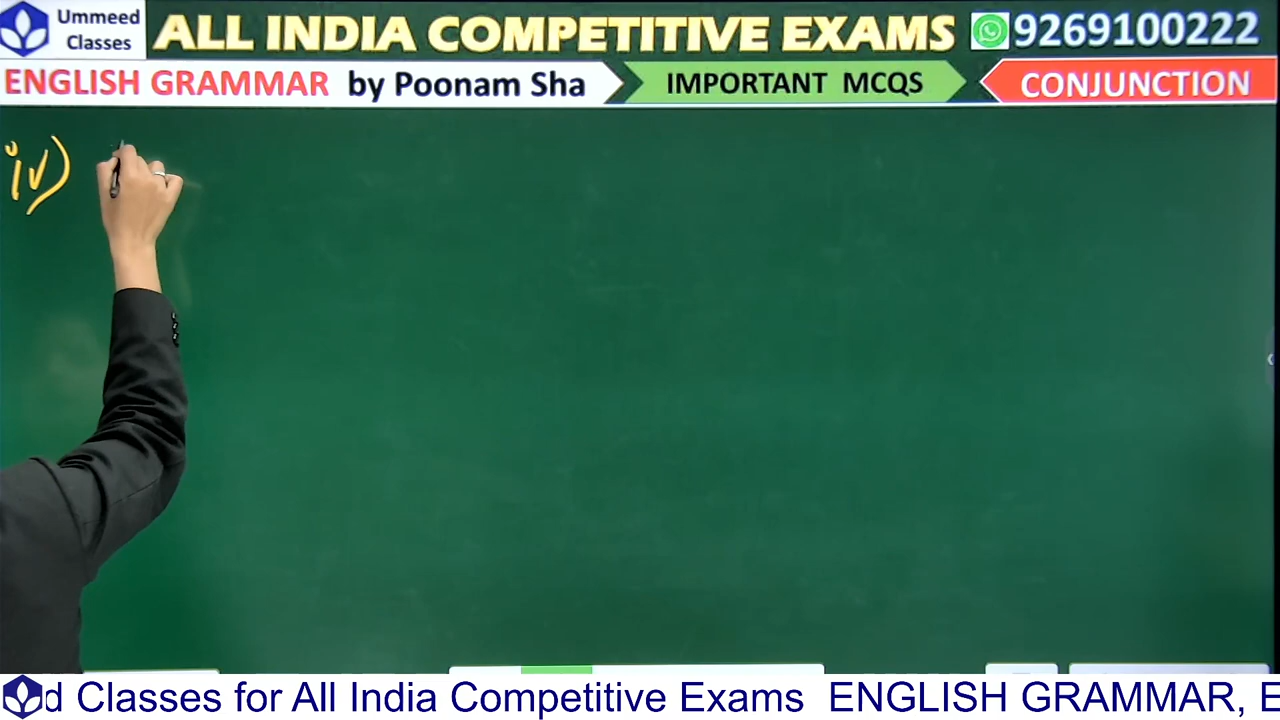 Ummeed
Classes
ALL INDIA COMPETITIVE EXAMS
9269100222
ENGLISH GRAMMAR by Poonam Sha
IMPORTANT MCQS
CONJUNCTION
iv)
d Classes for All India Competitive Exams ENGLISH GRAMMAR, E